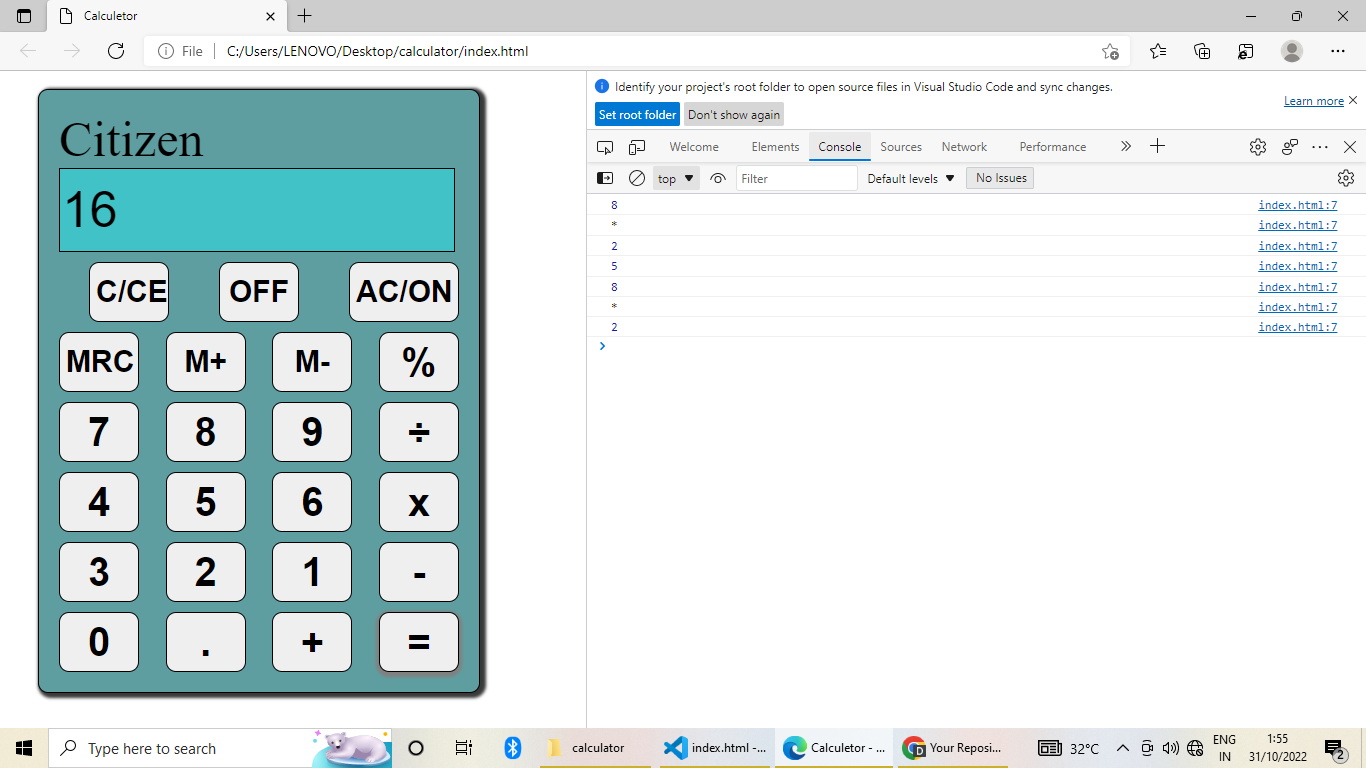 Calculetor
File
C:/Users/LENOVO/Desktop/calculator/index.html
Citizen
16
C/CE OFF AC/ON
MRC M+ M- %
7 8 9 ÷
4 5 6 x
3 2 1 -
0 . + =
Identify your project's root folder to open source files in Visual Studio Code and sync changes.
Set root folder Don't show again
Learn more
Welcome Elements Console Sources Network Performance
top Filter Default levels No Issues
8 index.html:7
* index.html:7
2 index.html:7
5 index.html:7
8 index.html:7
* index.html:7
2 index.html:7
Type here to search
calculator
index.html -...
Calculetor - ...
Your Reposi...
32°C
ENG
IN
1:55
31/10/2022
2